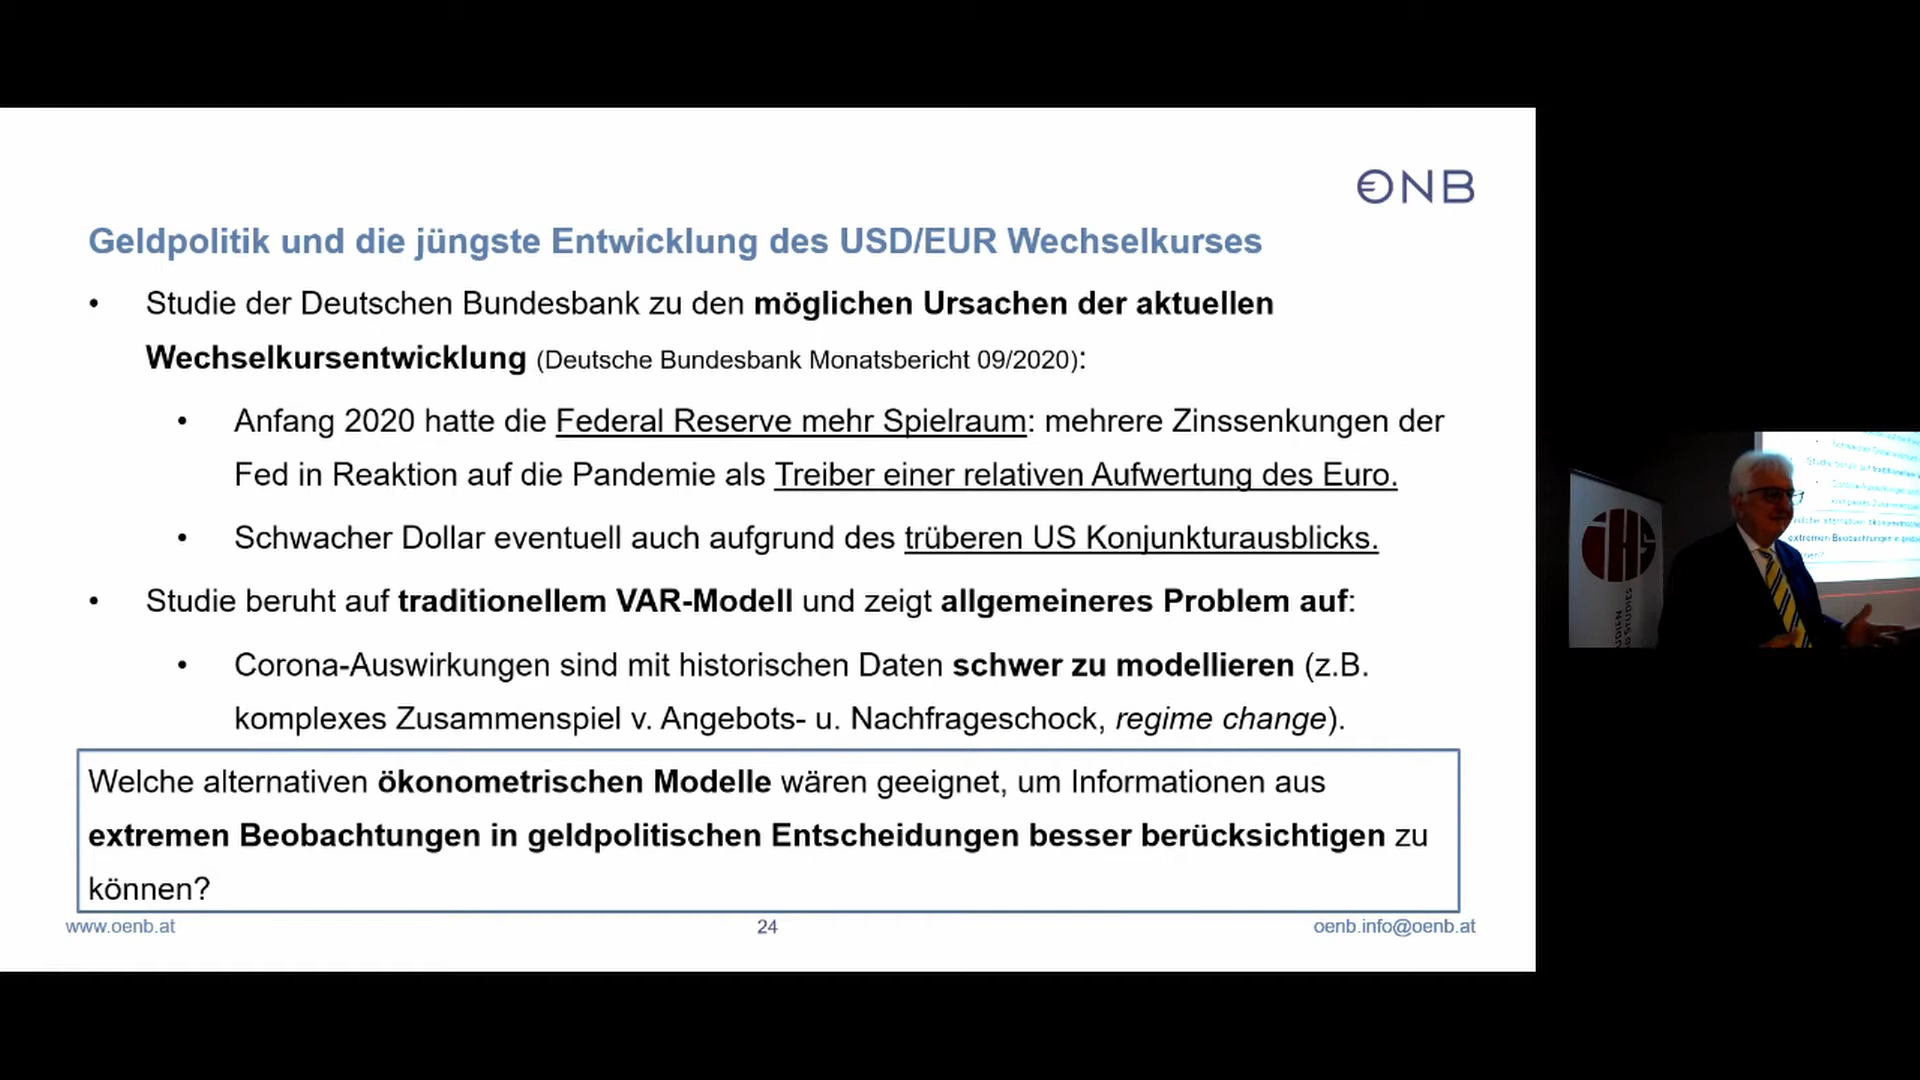 ONB
Geldpolitik und die jüngste Entwicklung des USD/EUR Wechselkurses
• Studie der Deutschen Bundesbank zu den möglichen Ursachen der aktuellen
Wechselkursentwicklung (Deutsche Bundesbank Monatsbericht 09/2020):
• Anfang 2020 hatte die Federal Reserve mehr Spielraum: mehrere Zinssenkungen der
Fed in Reaktion auf die Pandemie als Treiber einer relativen Aufwertung des Euro.
• Schwacher Dollar eventuell auch aufgrund des trüberen US Konjunkturausblicks.
• Studie beruht auf traditionellem VAR-Modell und zeigt allgemeineres Problem auf:
• Corona-Auswirkungen sind mit historischen Daten schwer zu modellieren (z.B.
komplexes Zusammenspiel v. Angebots- u. Nachfrageschock, regime change).
Welche alternativen ökonometrischen Modelle wären geeignet, um Informationen aus
extremen Beobachtungen in geldpolitischen Entscheidungen besser berücksichtigen zu
können?
www.oenb.at
24
oenb.info@oenb.at
IHS